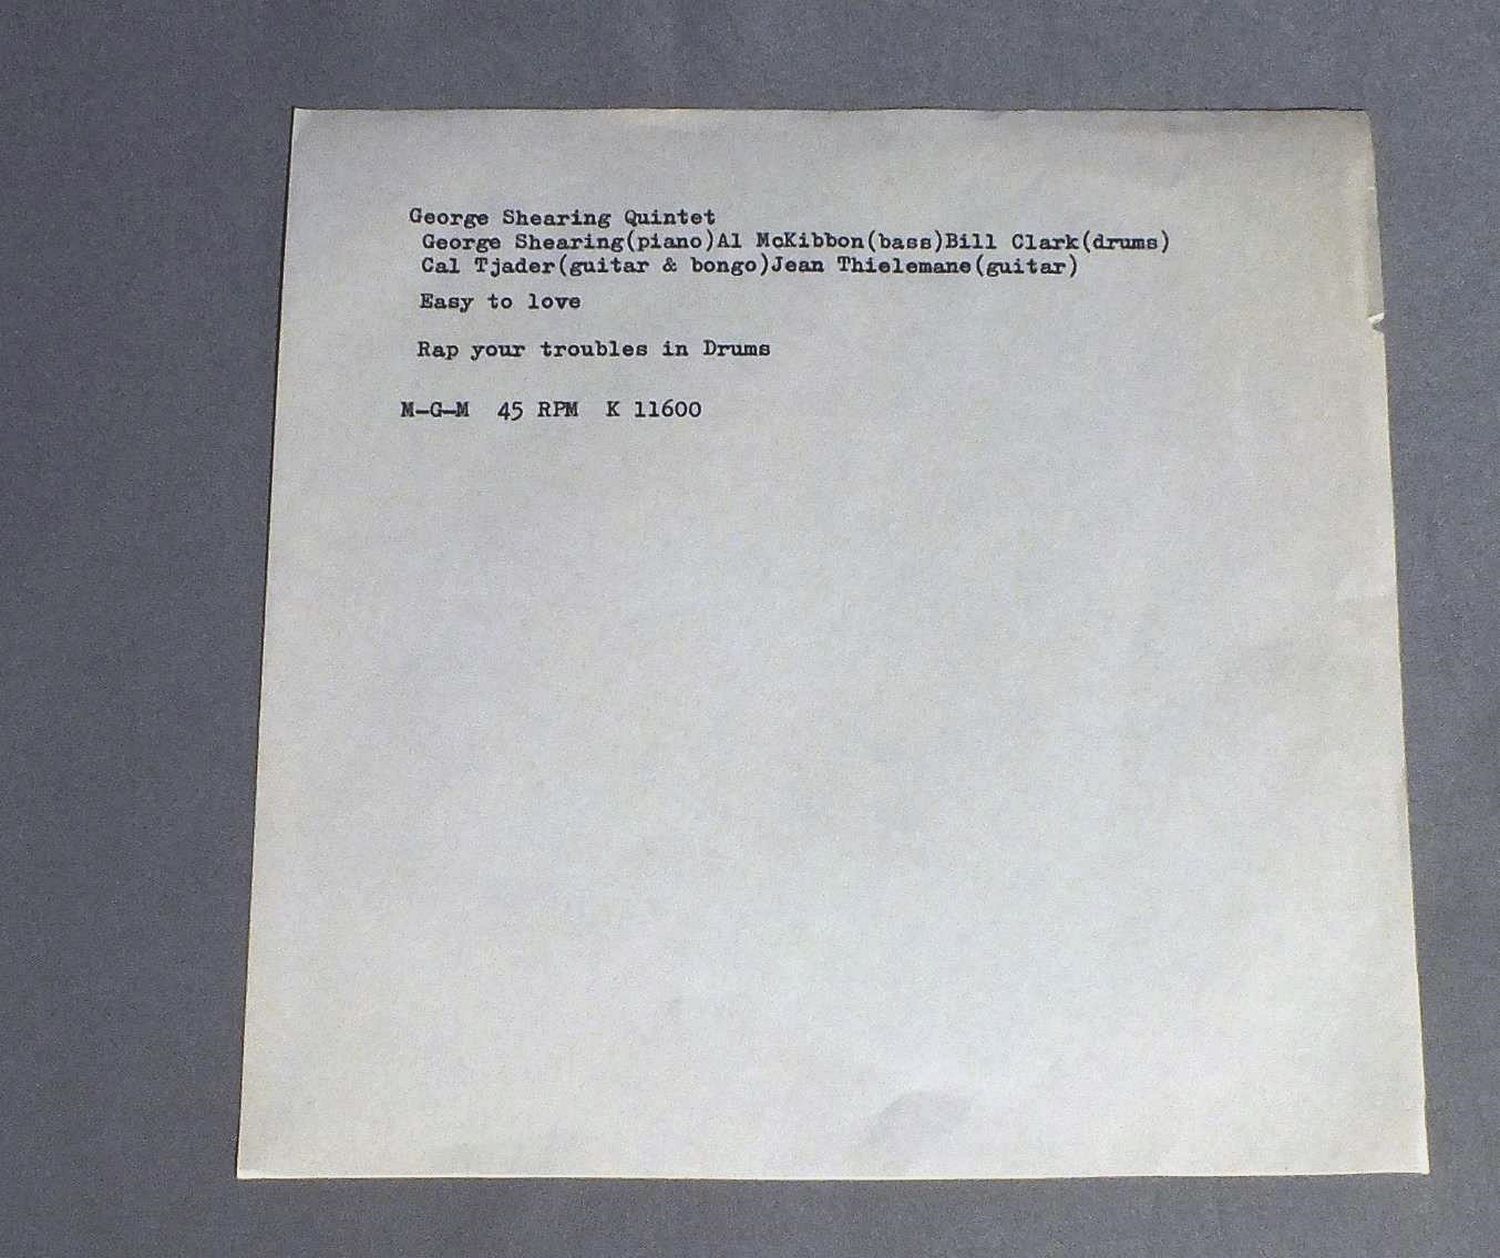 George Shearing Quintet
George Shearing(piano)Al McKibbon(bass)Bill Clark(drums)
Cal Tjader(guitar & bongo)Jean Thielemane(guitar)
Easy to love
Rap your troubles in Drums
M-G-M 45 RPM K 11600